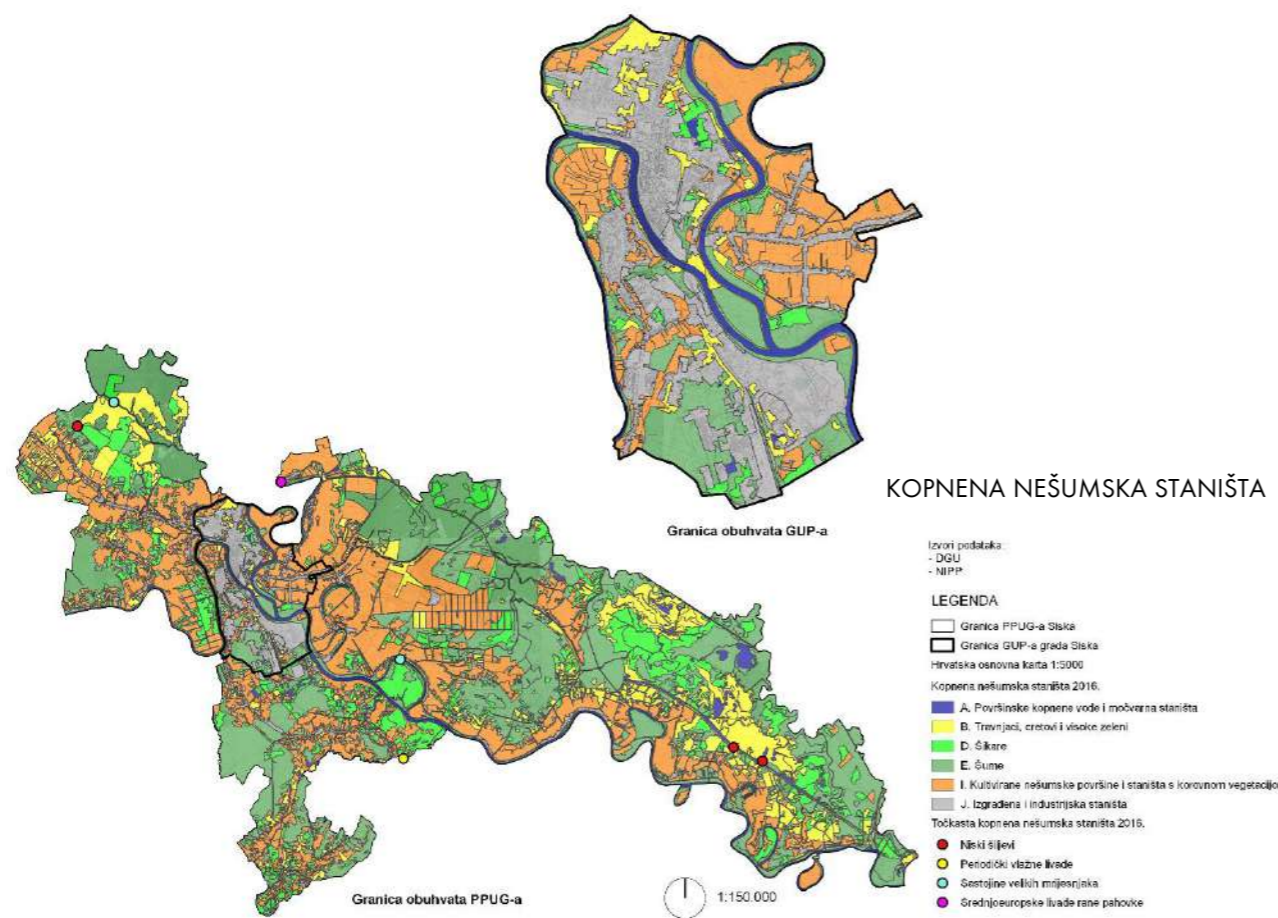 KOPNENA NEŠUMSKA STANIŠTA
Granica obuhvata GUP-a
Izvori podataka:
- DGU
- NIPP
LEGENDA
Granica PPUG-a Siska
Granica GUP-a grada Siska
Hrvatska osnovna karta 1:5000
Kopnena nešumska staništa 2016.
A. Površinske kopnene vode i močvarna staništa
B. Travnjaci, cretovi i visoke zeleni
D. Šikare
E. Šume
I. Kultivirane nešumske površine i staništa s korovnom vegetacijo
J. Izgrađena i industrijska staništa
Točkasta kopnena nešumska staništa 2016.
Niski šiljevi
Periodički vlažne livade
Sastojine velikih mrijesnjaka
Srednjoeuropske livade rane pahovke
Granica obuhvata PPUG-a
1:150.000